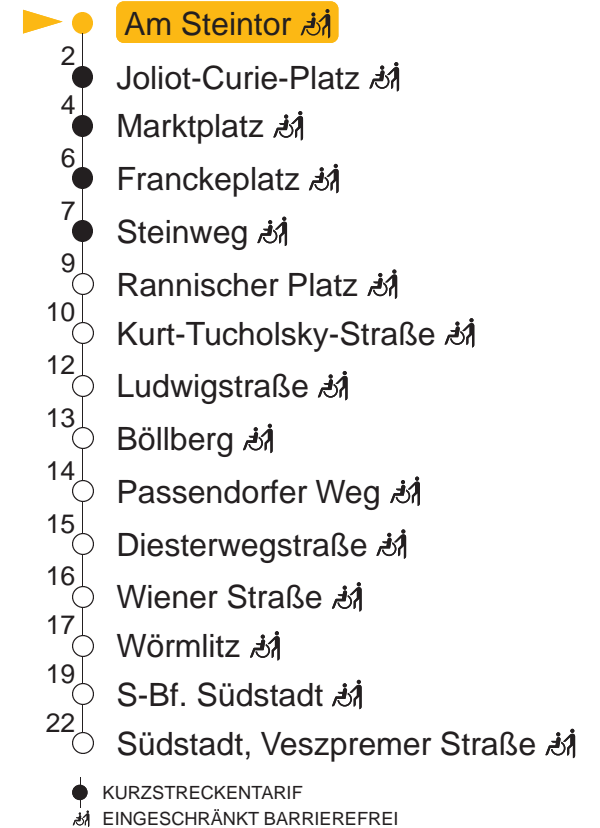 Am Steintor
2
Joliot-Curie-Platz
4
Marktplatz
6
Franckeplatz
7
Steinweg
9
Rannischer Platz
10
Kurt-Tucholsky-Straße
12
Ludwigstraße
13
Böllberg
14
Passendorfer Weg
15
Diesterwegstraße
16
Wiener Straße
17
Wörmlitz
19
S-Bf. Südstadt
22
Südstadt, Veszpremer Straße
KURZSTRECKENTARIF
EINGESCHRÄNKT BARRIEREFREI